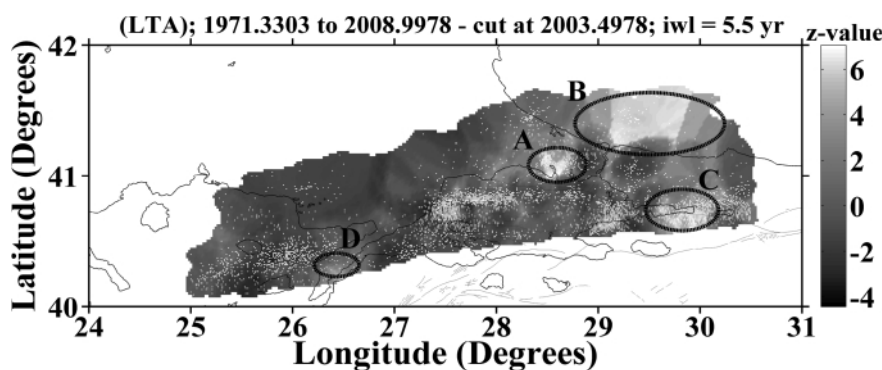 (LTA); 1971.3303 to 2008.9978 - cut at 2003.4978; iwl = 5.5 yr
z-value
Latitude (Degrees)
42
41
40
B
A
C
D
6
4
2
0
-2
-4
24 25 26 27 28 29 30 31
Longitude (Degrees)